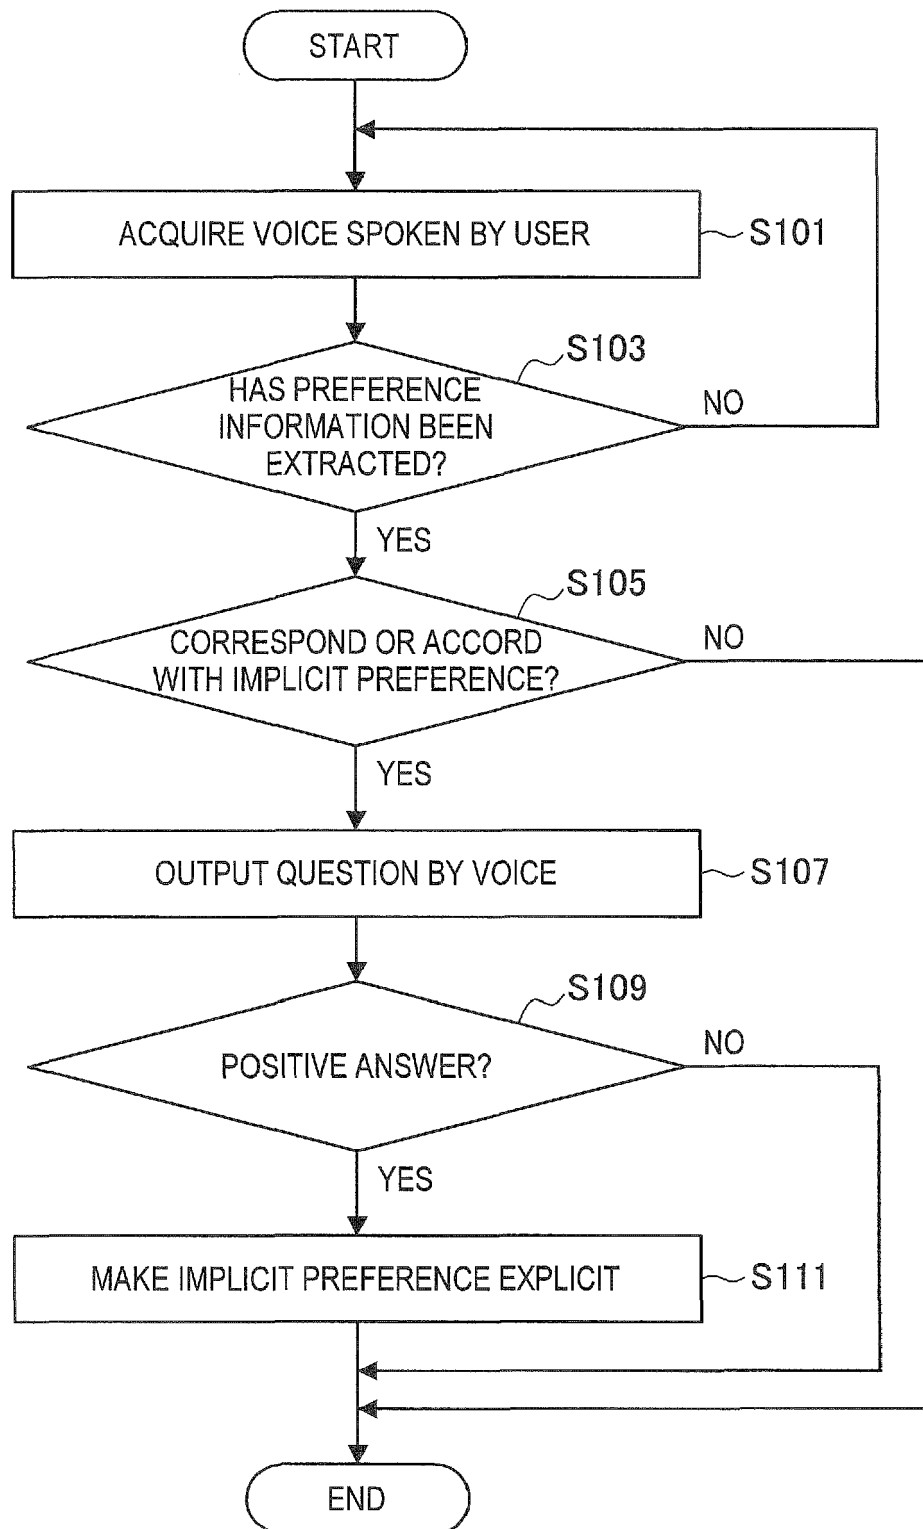 START
ACQUIRE VOICE SPOKEN BY USER
S101
S103
HAS PREFERENCE
INFORMATION BEEN
EXTRACTED?
NO
YES
S105
CORRESPOND OR ACCORD
WITH IMPLICIT PREFERENCE?
NO
YES
OUTPUT QUESTION BY VOICE
S107
S109
POSITIVE ANSWER?
NO
YES
MAKE IMPLICIT PREFERENCE EXPLICIT
S111
END